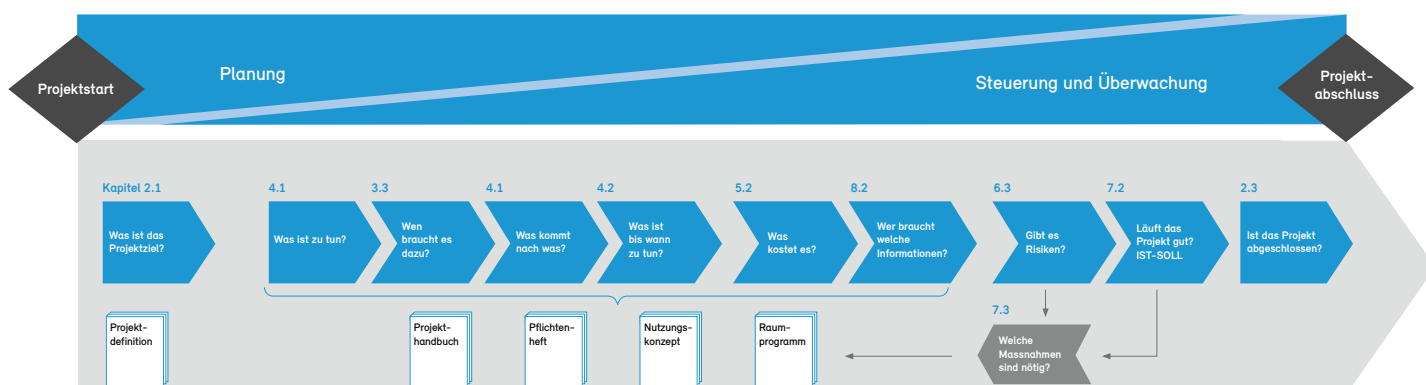 Projektstart
Planung
Steuerung und Überwachung
Projekt-
abschluss
Kapitel 2.1
4.1
3.3
4.1
4.2
5.2
8.2
6.3
7.2
2.3
Was ist das
Projektziel?
Was ist zu tun?
Wen
braucht es
dazu?
Was kommt
nach was?
Was ist
bis wann
zu tun?
Was
kostet es?
Wer braucht
welche
Informationen?
Gibt es
Risiken?
Läuft das
Projekt gut?
IST-SOLL
Ist das Projekt
abgeschlossen?
7.3
Welche
Massnahmen
sind nötig?
Projekt-
definition
Projekt-
handbuch
Pflichten-
heft
Nutzungs-
konzept
Raum-
programm